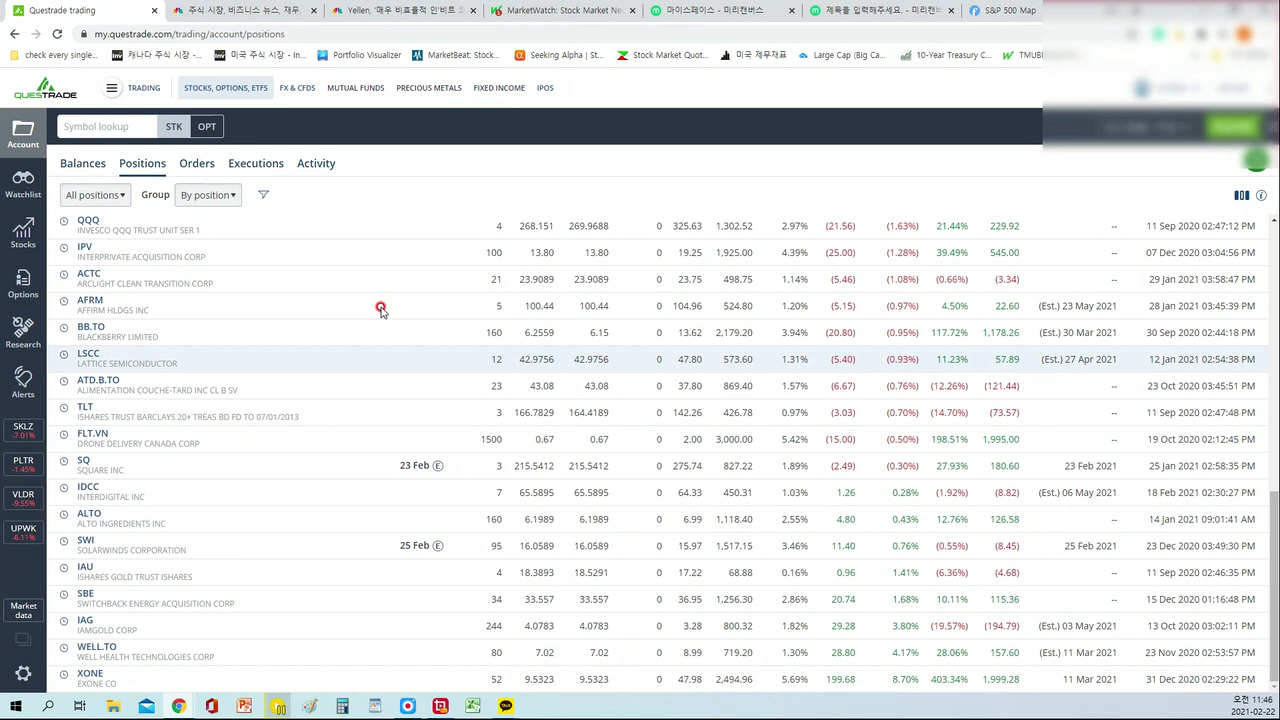 Questrade trading
주식 시장, 비즈니스 뉴스, 재무
Yellen, '매우 비효율적 인'비트 코
MarketWatch: Stock Market Ne
마이스페이스 - 미리캔버스
제목을 입력해주세요. - 미리캔
S&P 500 Map
my.questrade.com/trading/account/positions
check every single...
캐나다 주식 시장 -...
미국 주식 시장 - In...
Portfolio Visualizer
MarketBeat: Stock...
Seeking Alpha | St...
Stock Market Quot...
미국 재무제표
Large Cap (Big Ca...
10-Year Treasury C...
TMUB
QUESTRADE
TRADING
STOCKS, OPTIONS, ETFS
FX & CFDS
MUTUAL FUNDS
PRECIOUS METALS
FIXED INCOME
IPOS
Account
Symbol lookup STK OPT
Balances Positions Orders Executions Activity
All positions Group By position
Watchlist
Stocks
Options
Research
Alerts
SKLZ
-7.01%
PLTR
-1.45%
VLDR
-9.55%
UPWK
-6.11%
Market
data
QQQ 4 268.151 269.9688 0 325.63 1,302.52 2.97% (21.56) (1.63%) 21.44% 229.92 -- 11 Sep 2020 02:47:12 PM
INVESCO QQQ TRUST UNIT SER 1
IPV 100 13.80 13.80 0 19.25 1,925.00 4.39% (25.00) (1.28%) 39.49% 545.00 -- 07 Dec 2020 03:04:56 PM
INTERPRIVATE ACQUISITION CORP
ACTC 21 23.9089 23.9089 0 23.75 498.75 1.14% (5.46) (1.08%) (0.66%) (3.34) -- 29 Jan 2021 03:58:47 PM
ARCLIGHT CLEAN TRANSITION CORP
AFRM 5 100.44 100.44 0 104.96 524.80 1.20% (5.15) (0.97%) 4.50% 22.60 (Est.) 23 May 2021 28 Jan 2021 03:45:39 PM
AFFIRM HLDGS INC
BB.TO 160 6.2559 6.15 0 13.62 2,179.20 3.94% (20.80) (0.95%) 117.72% 1,178.26 (Est.) 30 Mar 2021 30 Sep 2020 02:44:18 PM
BLACKBERRY LIMITED
LSCC 12 42.9756 42.9756 0 47.80 573.60 1.31% (5.40) (0.93%) 11.23% 57.89 (Est.) 27 Apr 2021 12 Jan 2021 02:54:38 PM
LATTICE SEMICONDUCTOR
ATD.B.TO 23 43.08 43.08 0 37.80 869.40 1.57% (6.67) (0.76%) (12.26%) (121.44) -- 23 Oct 2020 03:45:51 PM
ALIMENTATION COUCHE-TARD INC CL B SV
TLT 3 166.7829 164.4189 0 142.26 426.78 0.97% (3.03) (0.70%) (14.70%) (73.57) -- 11 Sep 2020 02:47:48 PM
ISHARES TRUST BARCLAYS 20+ TREAS BD FD TO 07/01/2013
FLT.VN 1500 0.67 0.67 0 2.00 3,000.00 5.42% (15.00) (0.50%) 198.51% 1,995.00 -- 19 Oct 2020 02:12:45 PM
DRONE DELIVERY CANADA CORP
SQ 23 Feb E 3 215.5412 215.5412 0 275.74 827.22 1.89% (2.49) (0.30%) 27.93% 180.60 23 Feb 2021 25 Jan 2021 02:58:35 PM
SQUARE INC
IDCC 7 65.5895 65.5895 0 64.33 450.31 1.03% 1.26 0.28% (1.92%) (8.82) (Est.) 06 May 2021 18 Feb 2021 02:30:27 PM
INTERDIGITAL INC
ALTO 160 6.1989 6.1989 0 6.99 1,118.40 2.55% 4.80 0.43% 12.76% 126.58 -- 14 Jan 2021 09:01:41 AM
ALTO INGREDIENTS INC
SWI 25 Feb E 95 16.0589 16.0589 0 15.97 1,517.15 3.46% 11.40 0.76% (0.55%) (8.45) 25 Feb 2021 23 Dec 2020 03:49:30 PM
SOLARWINDS CORPORATION
IAU 4 18.3893 18.5291 0 17.22 68.88 0.16% 0.96 1.41% (6.36%) (4.68) -- 11 Sep 2020 02:46:35 PM
ISHARES GOLD TRUST ISHARES
SBE 34 33.557 33.557 0 36.95 1,256.30 2.86% 20.74 1.68% 10.11% 115.36 -- 15 Dec 2020 01:16:48 PM
SWITCHBACK ENERGY ACQUISITION CORP
IAG 244 4.0783 4.0783 0 3.28 800.32 1.82% 29.28 3.80% (19.57%) (194.79) (Est.) 03 May 2021 13 Oct 2020 03:02:11 PM
IAMGOLD CORP
WELL.TO 80 7.02 7.02 0 8.99 719.20 1.30% 28.80 4.17% 28.06% 157.60 (Est.) 11 Mar 2021 23 Nov 2020 02:53:57 PM
WELL HEALTH TECHNOLOGIES CORP
XONE 52 9.5323 9.5323 0 47.98 2,494.96 5.69% 199.68 8.70% 403.34% 1,999.28 11 Mar 2021 31 Dec 2020 02:29:22 PM
EXONE CO
오전 11:46
2021-02-22